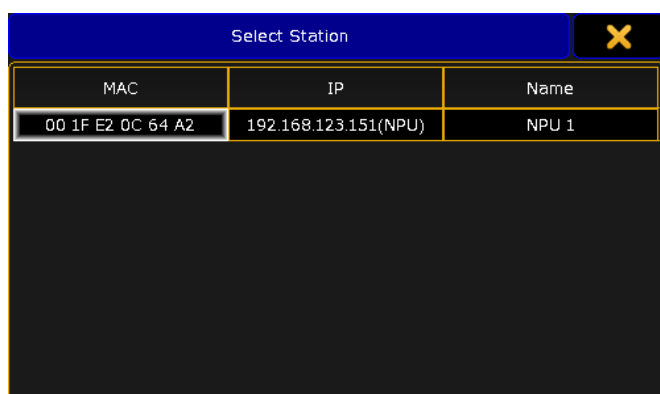 Select Station
MAC IP Name
00 1F E2 0C 64 A2 192.168.123.151(NPU) NPU 1